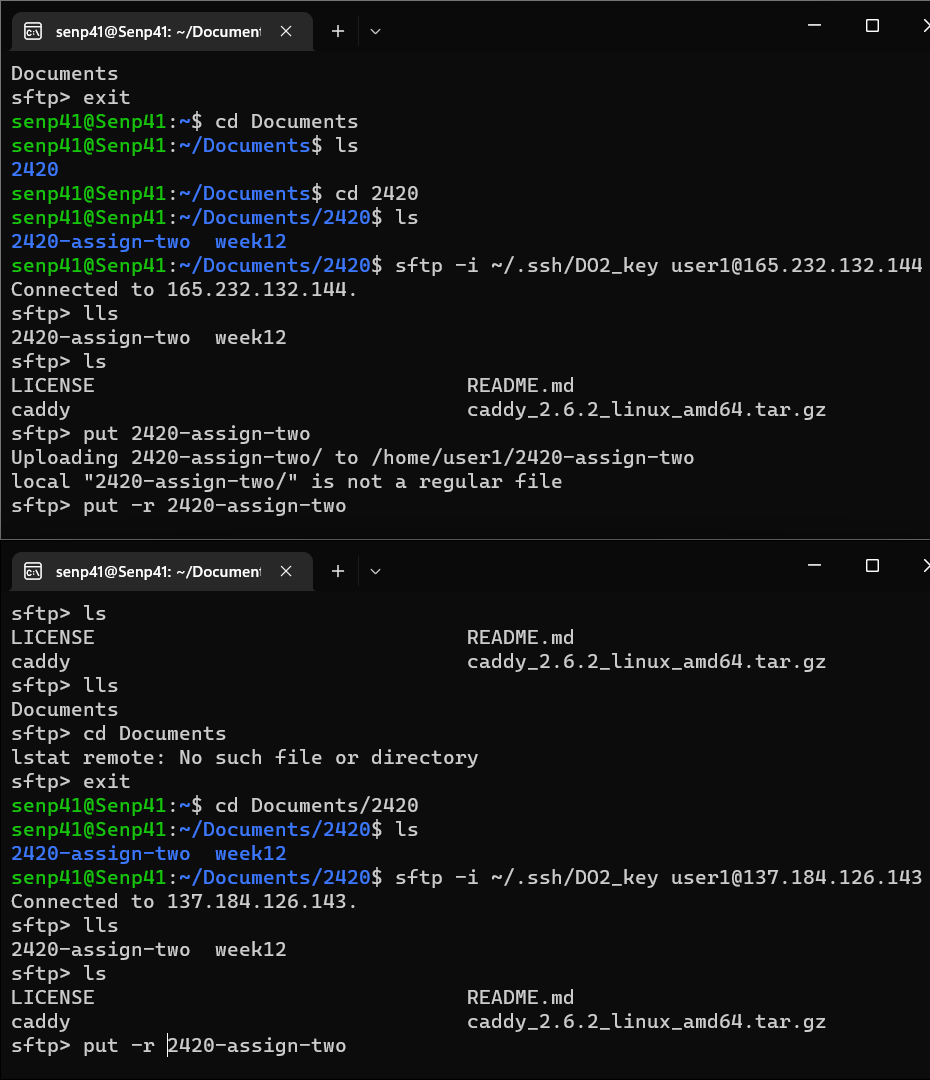 senp41@Senp41: ~/Document
Documents
sftp> exit
senp41@Senp41:~$ cd Documents
senp41@Senp41:~/Documents$ ls
2420
senp41@Senp41:~/Documents$ cd 2420
senp41@Senp41:~/Documents/2420$ ls
2420-assign-two  week12
senp41@Senp41:~/Documents/2420$ sftp -i ~/.ssh/DO2_key user1@165.232.132.144
Connected to 165.232.132.144.
sftp> lls
2420-assign-two  week12
sftp> ls
LICENSE                               README.md
caddy                                 caddy_2.6.2_linux_amd64.tar.gz
sftp> put 2420-assign-two
Uploading 2420-assign-two/ to /home/user1/2420-assign-two
local "2420-assign-two/" is not a regular file
sftp> put -r 2420-assign-two
senp41@Senp41: ~/Document
sftp> ls
LICENSE                               README.md
caddy                                 caddy_2.6.2_linux_amd64.tar.gz
sftp> lls
Documents
sftp> cd Documents
lstat remote: No such file or directory
sftp> exit
senp41@Senp41:~$ cd Documents/2420
senp41@Senp41:~/Documents/2420$ ls
2420-assign-two  week12
senp41@Senp41:~/Documents/2420$ sftp -i ~/.ssh/DO2_key user1@137.184.126.143
Connected to 137.184.126.143.
sftp> lls
2420-assign-two  week12
sftp> ls
LICENSE                               README.md
caddy                                 caddy_2.6.2_linux_amd64.tar.gz
sftp> put -r 2420-assign-two